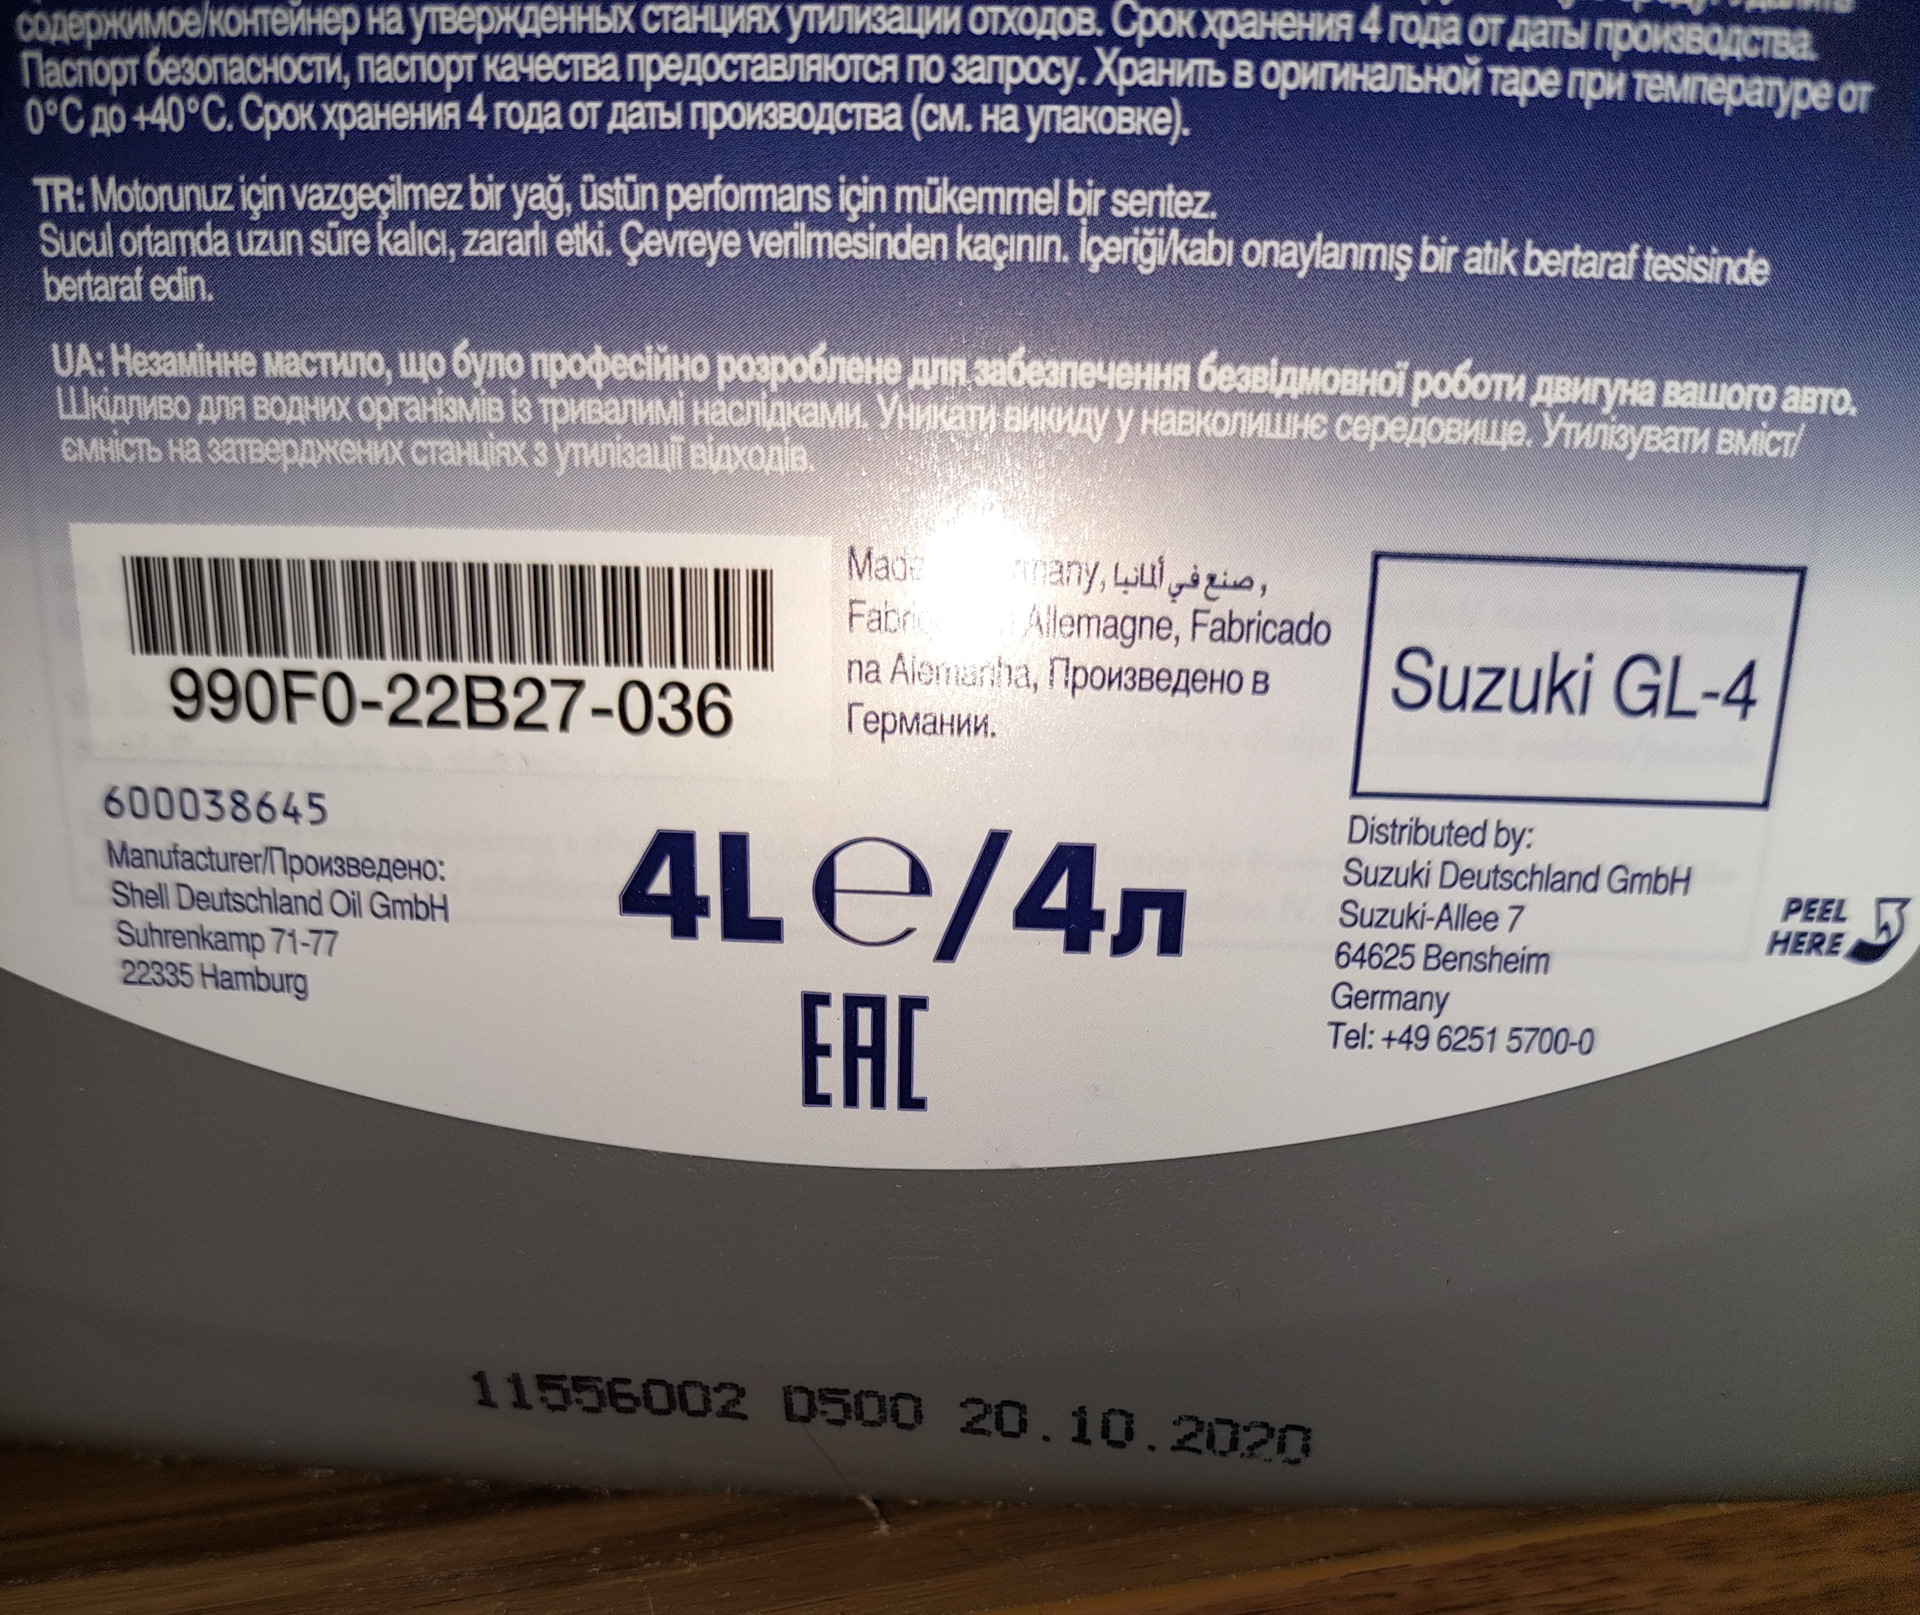 содержимое/контейнер на утвержденных станциях утилизации отходов. Срок хранения 4 года от даты производства.
Паспорт безопасности, паспорт качества предоставляются по запросу. Хранить в оригинальной таре при температуре от
0°C до +40°C. Срок хранения 4 года от даты производства (см. на упаковке).
TR: Motorunuz için vazgeçilmez bir yağ, üstün performans için mükemmel bir sentez.
Sucul ortamda uzun süre kalıcı, zararlı etki. Çevreye verilmesinden kaçının. İçeriği/kabı onaylanmış bir atık bertaraf tesisinde
bertaraf edin.
UA: Незамінне мастило, що було професійно розроблене для забезпечення безвідмовної роботи двигуна вашого авто.
Шкідливо для водних організмів із тривалимі наслідками. Уникати викиду у навколишнє середовище. Утилізувати вміст/
ємність на затверджених станціях з утилізації відходів.
990F0-22B27-036
Made Germany, صنع في ألمانيا,
Allemagne, Fabricado
na Alemanha, Произведено в
Германии.
Suzuki GL-4
600038645
Manufacturer/Произведено:
Shell Deutschland Oil GmbH
Suhrenkamp 71-77
22335 Hamburg
4L e/4л
EAC
Distributed by:
Suzuki Deutschland GmbH
Suzuki-Allee 7
64625 Bensheim
Germany
Tel: +49 6251 5700-0
PEEL
HERE
11556002 0500 20.10.2020